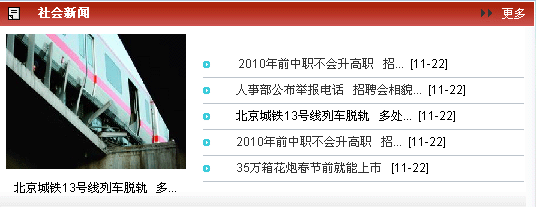 社会新闻
更多
2010年前中职不会升高职 招... [11-22]
人事部公布举报电话 招聘会相貌... [11-22]
北京城铁13号线列车脱轨 多处... [11-22]
2010年前中职不会升高职 招... [11-22]
35万箱花炮春节前就能上市 [11-22]
北京城铁13号线列车脱轨 多...